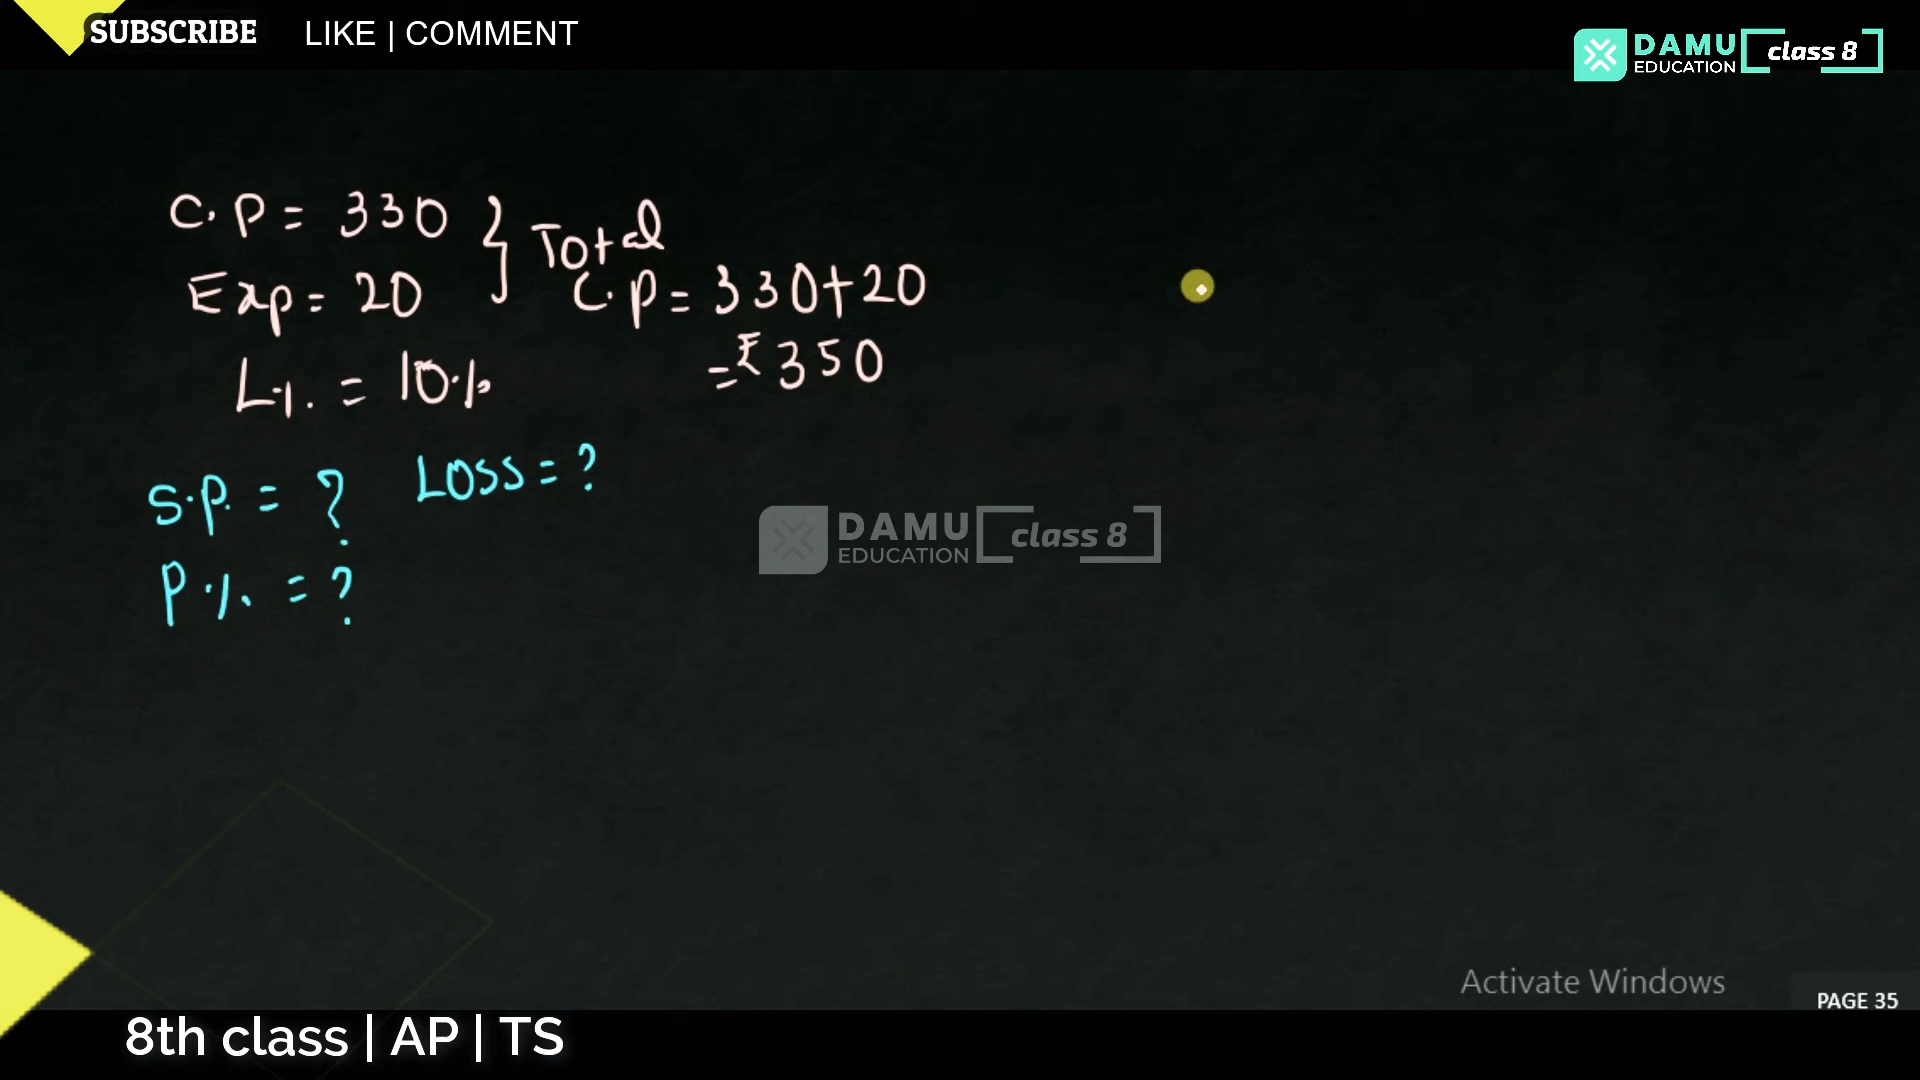 SUBSCRIBE LIKE | COMMENT
DAMU EDUCATION class 8
C.P = 330
Exp = 20
} Total
C.P = 330+20
= ₹350
L.%. = 10%
S.P. = ? LOSS = ?
P.%. = ?
DAMU EDUCATION class 8
Activate Windows
PAGE 35
8th class | AP | TS